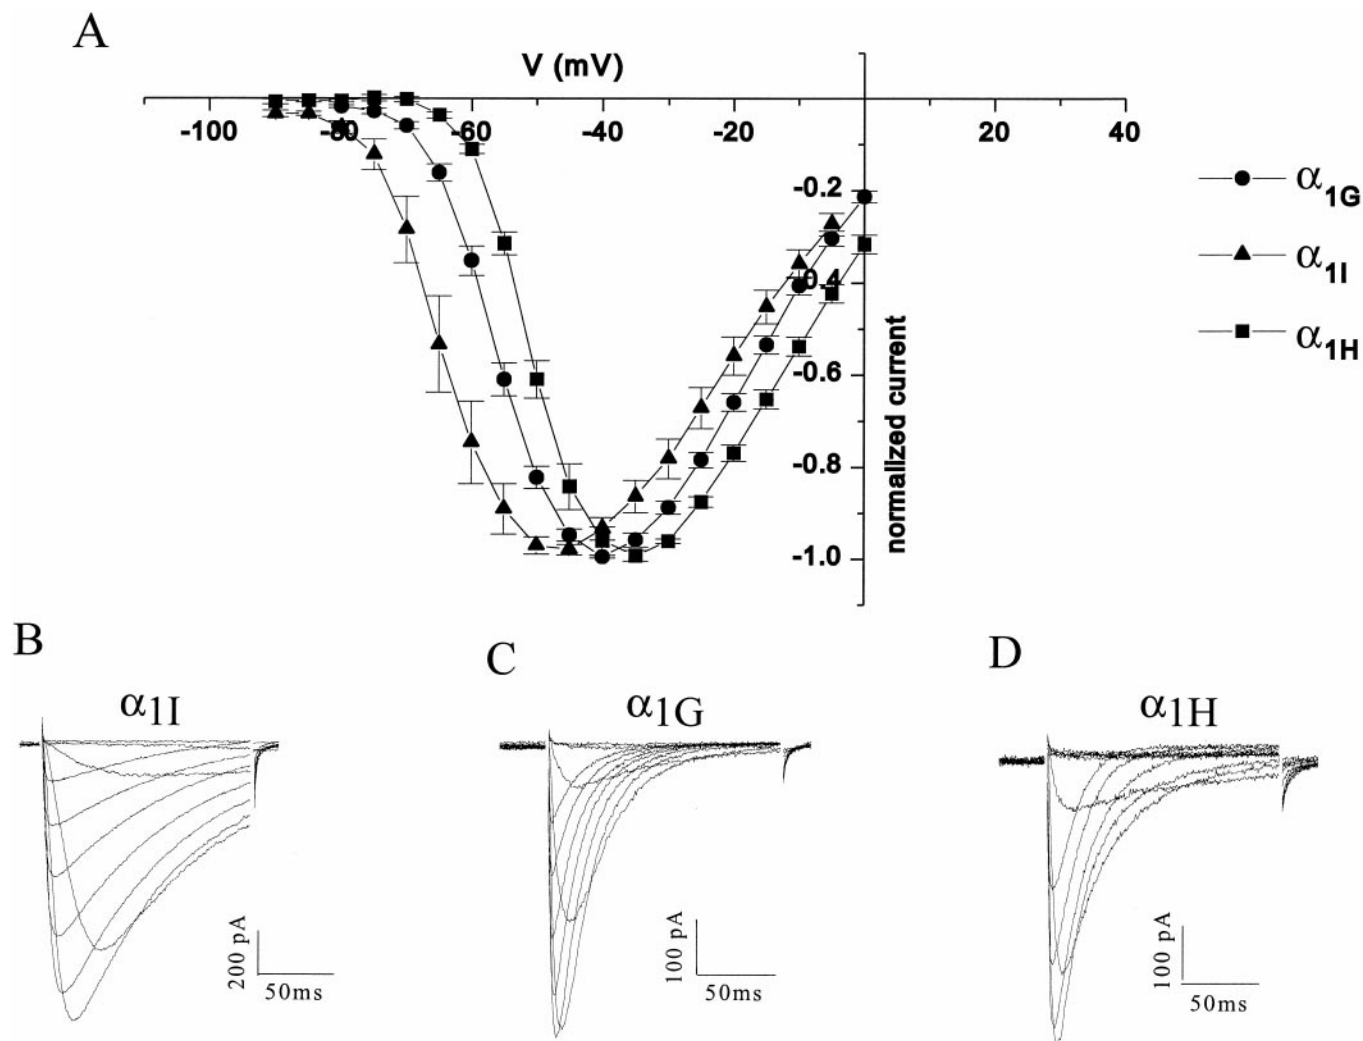 A
V (mV)
-100 -80 -60 -40 -20 20 40
-0.2
-0.4
-0.6
-0.8
-1.0
normalized current
α1G
α1I
α1H
B
α1I
200 pA
50ms
C
α1G
100 pA
50ms
D
α1H
100 pA
50ms